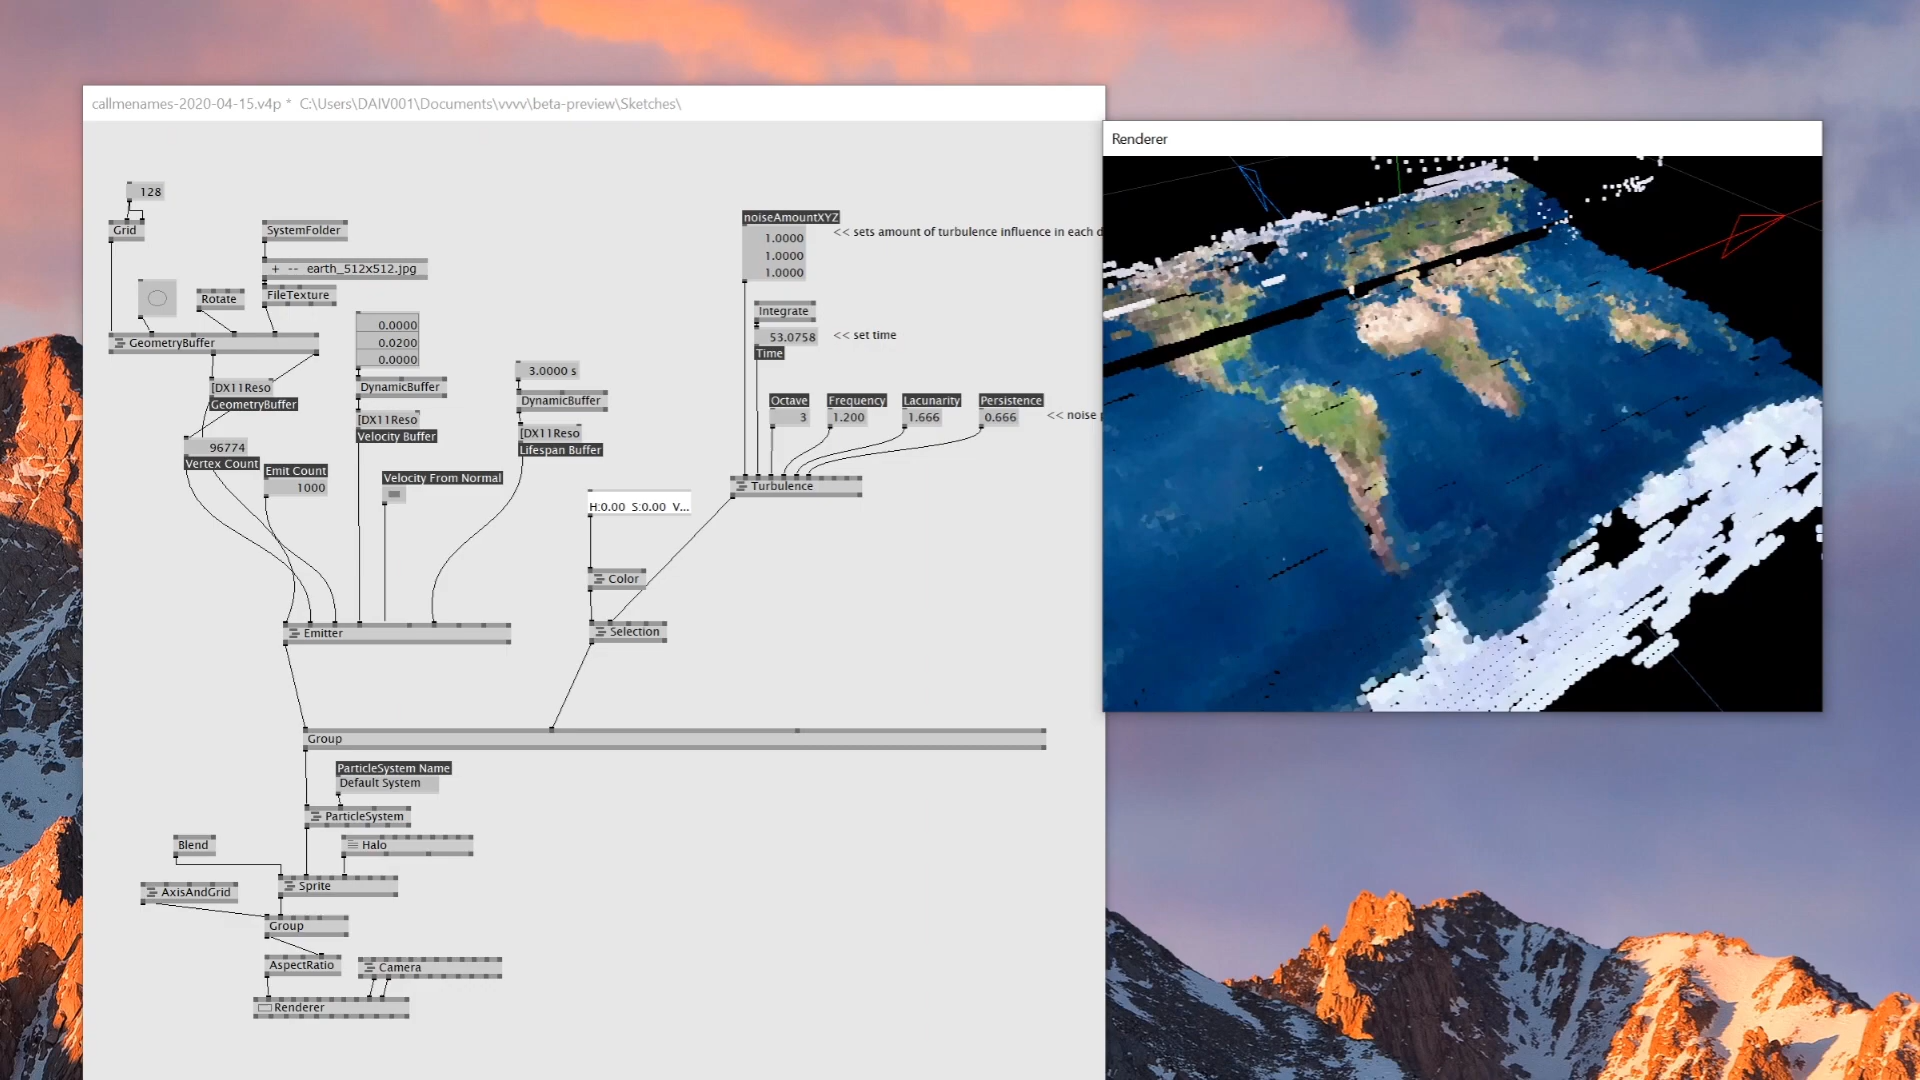 callmenames-2020-04-15.v4p *  C:\Users\DAIV001\Documents\vvvv\beta-preview\Sketches\
Renderer
128
Grid
SystemFolder
+ -- earth_512x512.jpg
Rotate
FileTexture
GeometryBuffer
[DX11Reso
GeometryBuffer
96774
Vertex Count
Emit Count
1000
0.0000
0.0200
0.0000
DynamicBuffer
[DX11Reso
Velocity Buffer
Velocity From Normal
3.0000 s
DynamicBuffer
[DX11Reso
Lifespan Buffer
noiseAmountXYZ
1.0000
1.0000
1.0000
<< sets amount of turbulence influence in each d
Integrate
53.0758
<< set time
Time
Octave
Frequency
Lacunarity
Persistence
3
1.200
1.666
0.666
<< noise p
Turbulence
H:0.00 S:0.00 V...
Color
Selection
Emitter
Group
ParticleSystem Name
Default System
ParticleSystem
Blend
Halo
AxisAndGrid
Sprite
Group
AspectRatio
Camera
Renderer